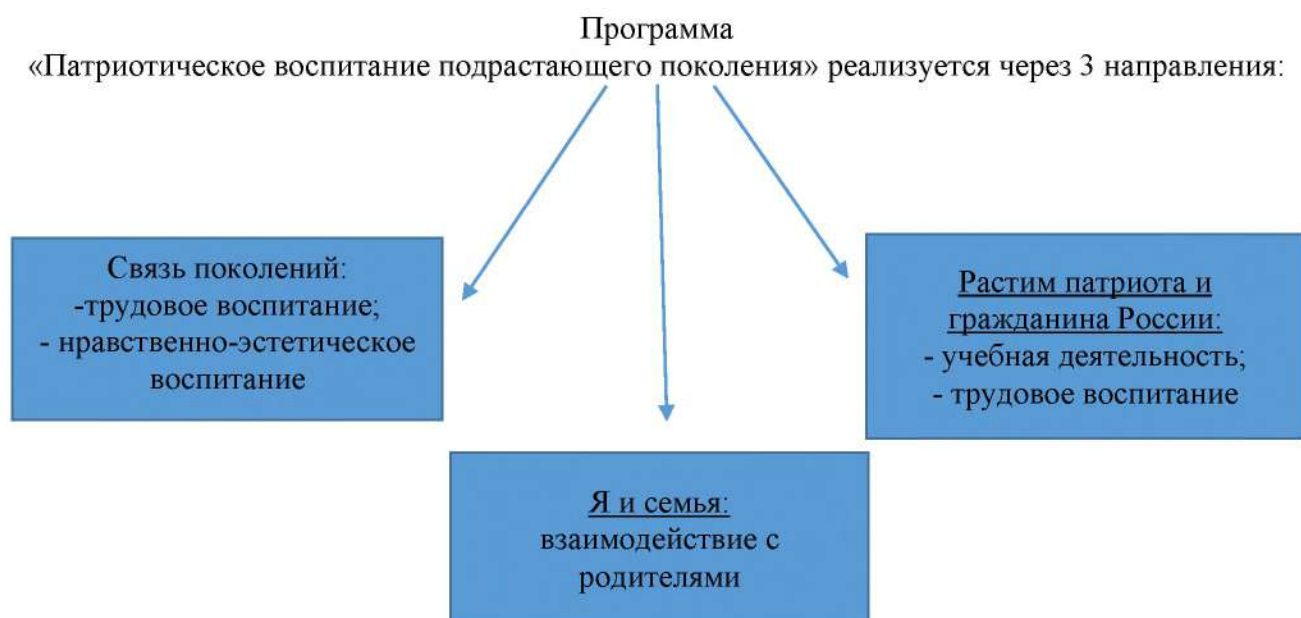 Программа
«Патриотическое воспитание подрастающего поколения» реализуется через 3 направления:
Связь поколений:
-трудовое воспитание;
- нравственно-эстетическое
воспитание
Я и семья:
взаимодействие с
родителями
Растим патриота и
гражданина России:
- учебная деятельность;
- трудовое воспитание